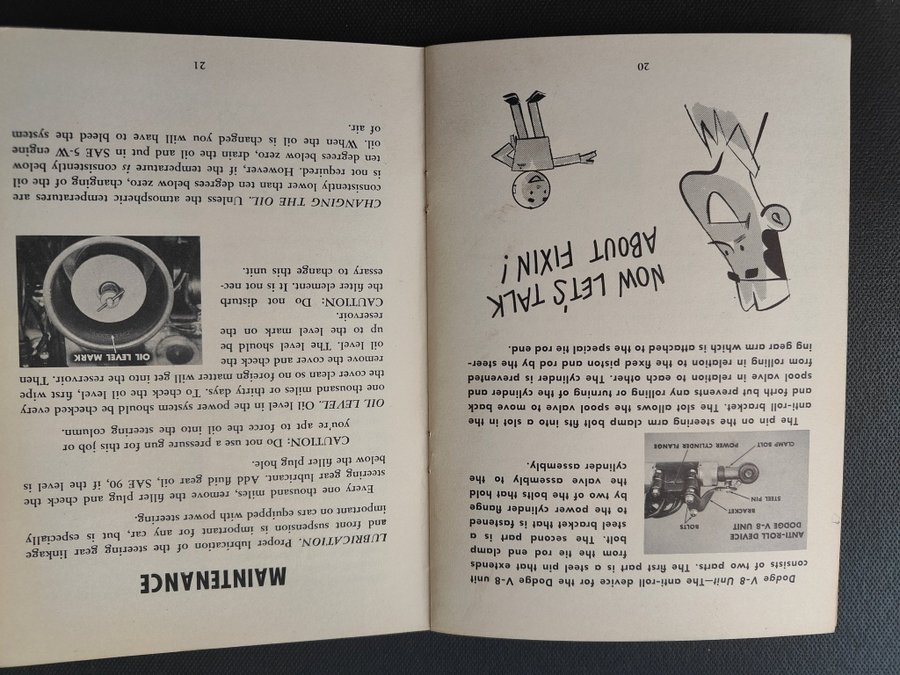 Dodge V-8 Unit—The anti-roll device for the Dodge V-8 unit
consists of two parts. The first part is a steel pin that extends
from the tie rod end clamp
bolt. The second part is a
steel bracket that is fastened
to the power cylinder flange
by two of the bolts that hold
the valve assembly to the
cylinder assembly.
ANTI-ROLL DEVICE
DODGE V-8 UNIT
BOLTS
BRACKET
STEEL PIN
CLAMP BOLT
POWER CYLINDER FLANGE
The pin on the steering arm clamp bolt fits into a slot in the
anti-roll bracket. The slot allows the spool valve to move back
and forth but prevents any rolling or turning of the cylinder and
spool valve in relation to each other. The cylinder is prevented
from rolling in relation to the fixed piston and rod by the steer-
ing gear arm which is attached to the special tie rod end.
NOW LET'S TALK
ABOUT FIXIN!
20
MAINTENANCE
LUBRICATION. Proper lubrication of the steering gear linkage
and front suspension is important for any car, but is especially
important on cars equipped with power steering.
Every one thousand miles, remove the filler plug and check the
steering gear lubricant. Add fluid gear oil, SAE 90, if the level is
below the filler plug hole.
CAUTION: Do not use a pressure gun for this job or
you're apt to force the oil into the steering column.
OIL LEVEL. Oil level in the power system should be checked every
one thousand miles or thirty days. To check the oil level, first wipe
the cover clean so no foreign matter will get into the reservoir. Then
remove the cover and check the
oil level. The level should be
up to the level mark on the
reservoir.
CAUTION: Do not disturb
the filter element. It is not nec-
essary to change this unit.
OIL LEVEL MARK
CHANGING THE OIL. Unless the atmospheric temperatures are
consistently lower than ten degrees below zero, changing of the oil
is not required. However, if the temperature is consistently below
ten degrees below zero, drain the oil and put in SAE 5-W engine
oil. When the oil is changed you will have to bleed the system
of air.
21